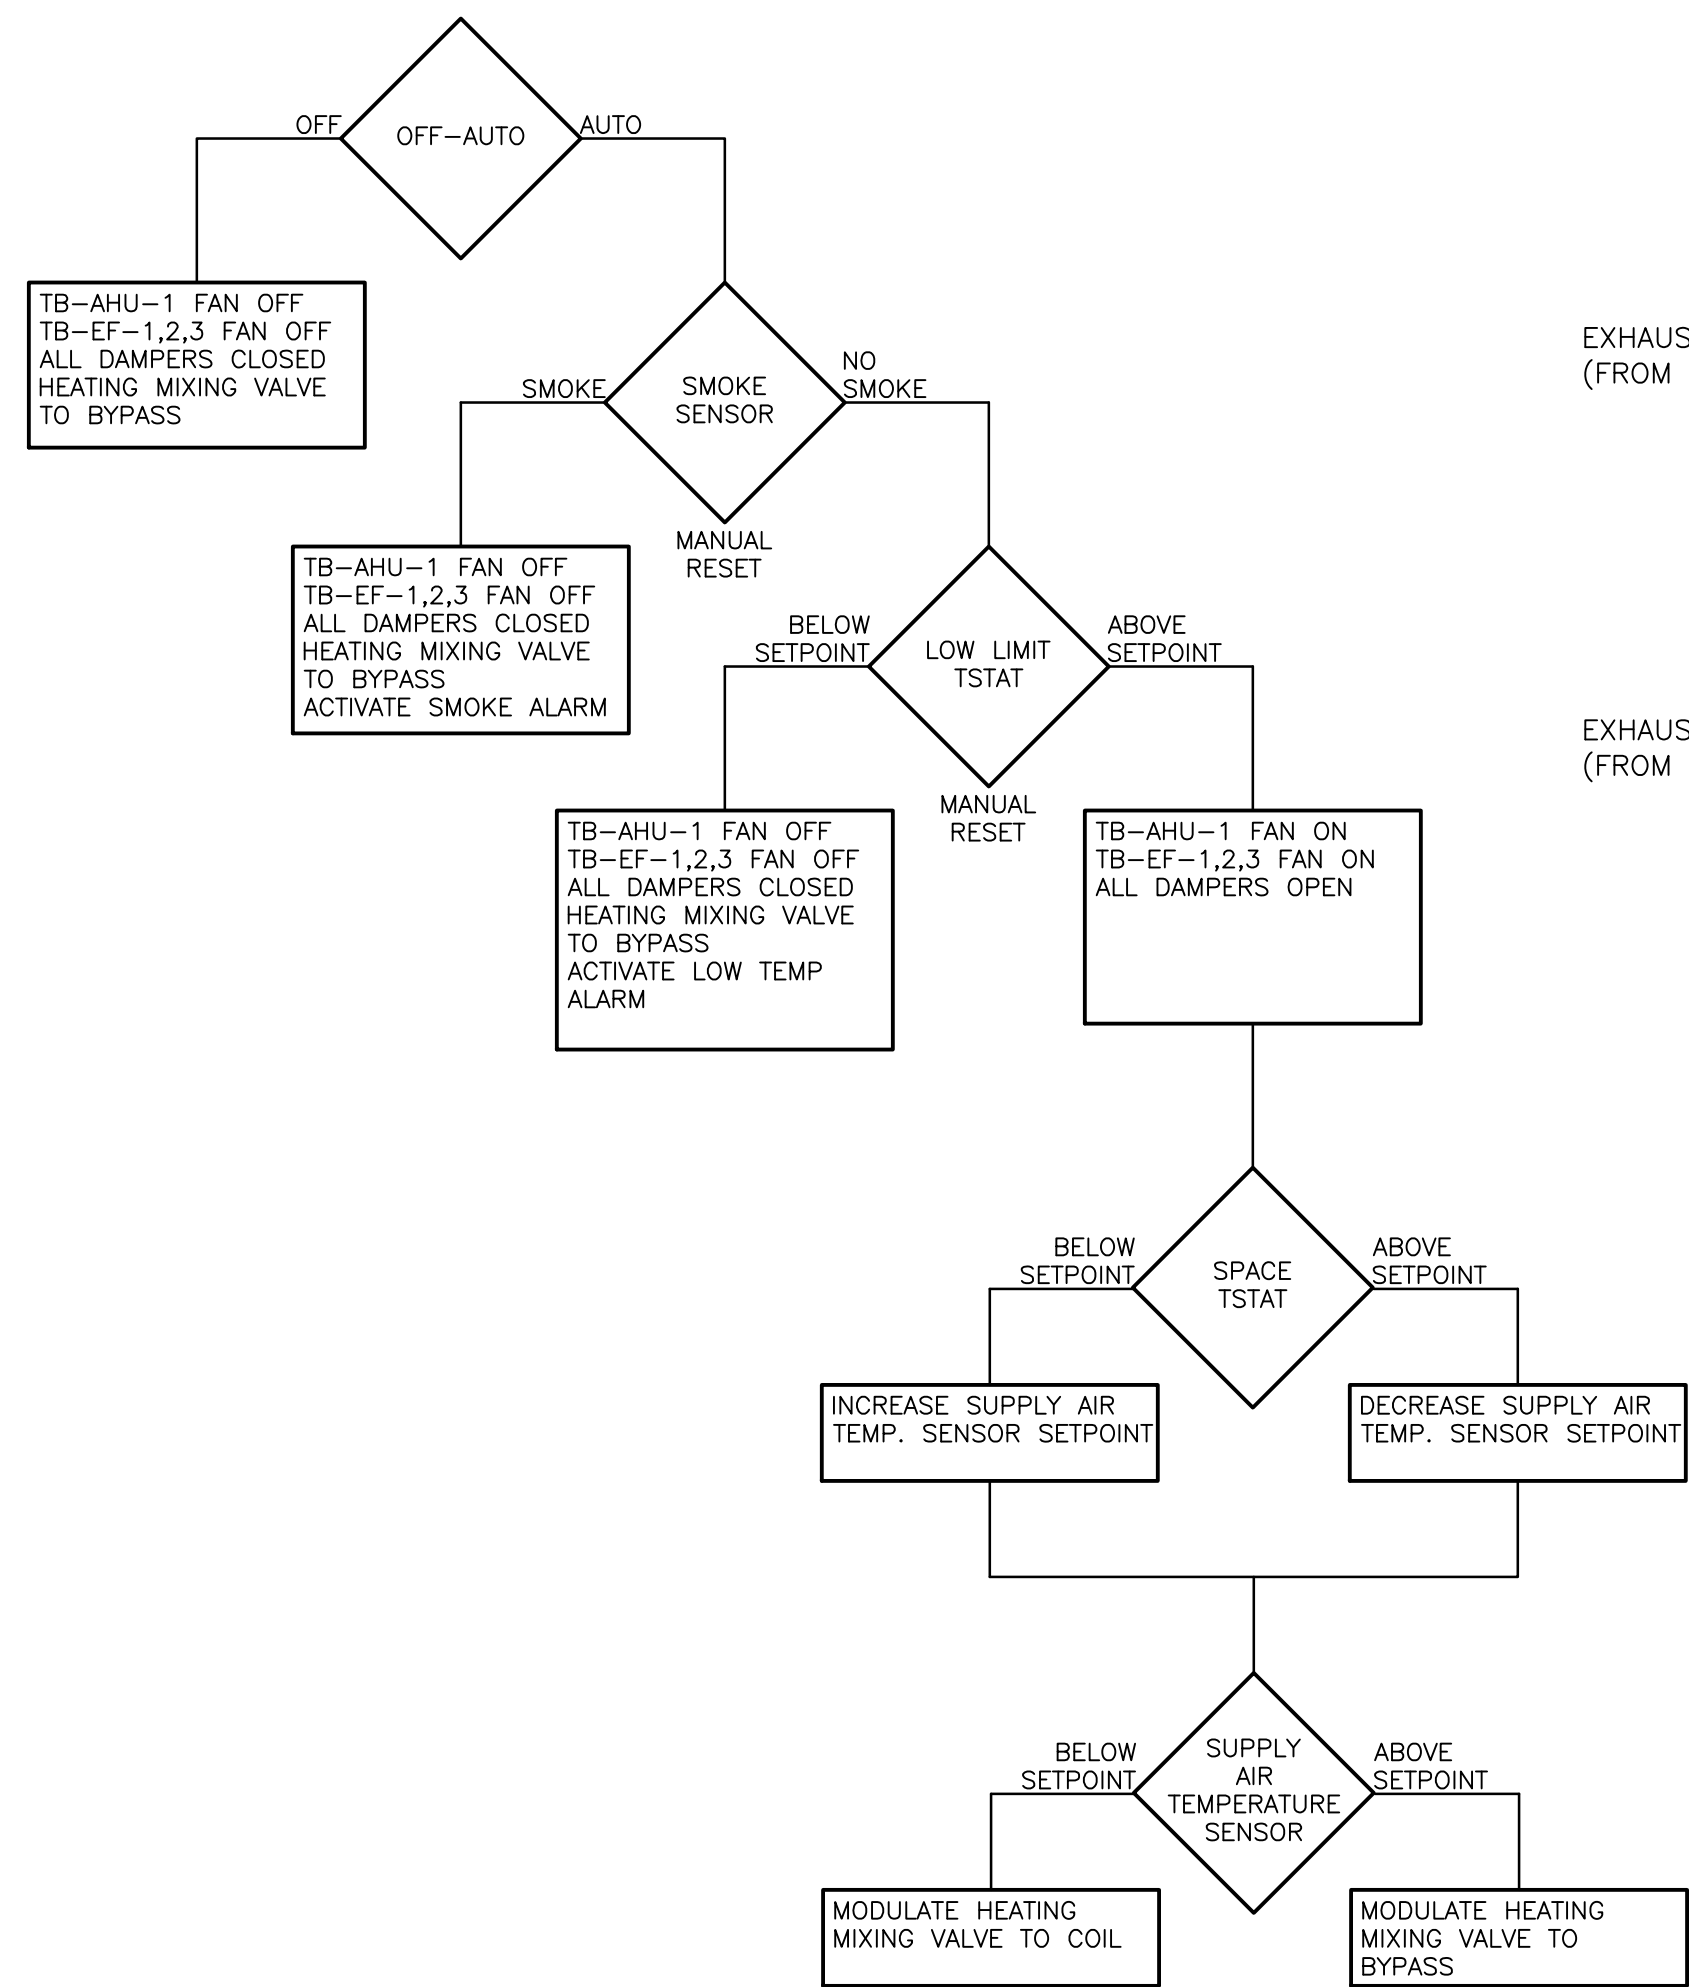 OFF
OFF-AUTO
AUTO
TB-AHU-1 FAN OFF
TB-EF-1,2,3 FAN OFF
ALL DAMPERS CLOSED
HEATING MIXING VALVE
TO BYPASS
SMOKE
SMOKE
SENSOR
NO
SMOKE
MANUAL
RESET
EXHAUS
(FROM
TB-AHU-1 FAN OFF
TB-EF-1,2,3 FAN OFF
ALL DAMPERS CLOSED
HEATING MIXING VALVE
TO BYPASS
ACTIVATE SMOKE ALARM
BELOW
SETPOINT
LOW LIMIT
TSTAT
ABOVE
SETPOINT
MANUAL
RESET
EXHAUS
(FROM
TB-AHU-1 FAN OFF
TB-EF-1,2,3 FAN OFF
ALL DAMPERS CLOSED
HEATING MIXING VALVE
TO BYPASS
ACTIVATE LOW TEMP
ALARM
TB-AHU-1 FAN ON
TB-EF-1,2,3 FAN ON
ALL DAMPERS OPEN
BELOW
SETPOINT
SPACE
TSTAT
ABOVE
SETPOINT
INCREASE SUPPLY AIR
TEMP. SENSOR SETPOINT
DECREASE SUPPLY AIR
TEMP. SENSOR SETPOINT
BELOW
SETPOINT
SUPPLY
AIR
TEMPERATURE
SENSOR
ABOVE
SETPOINT
MODULATE HEATING
MIXING VALVE TO COIL
MODULATE HEATING
MIXING VALVE TO
BYPASS